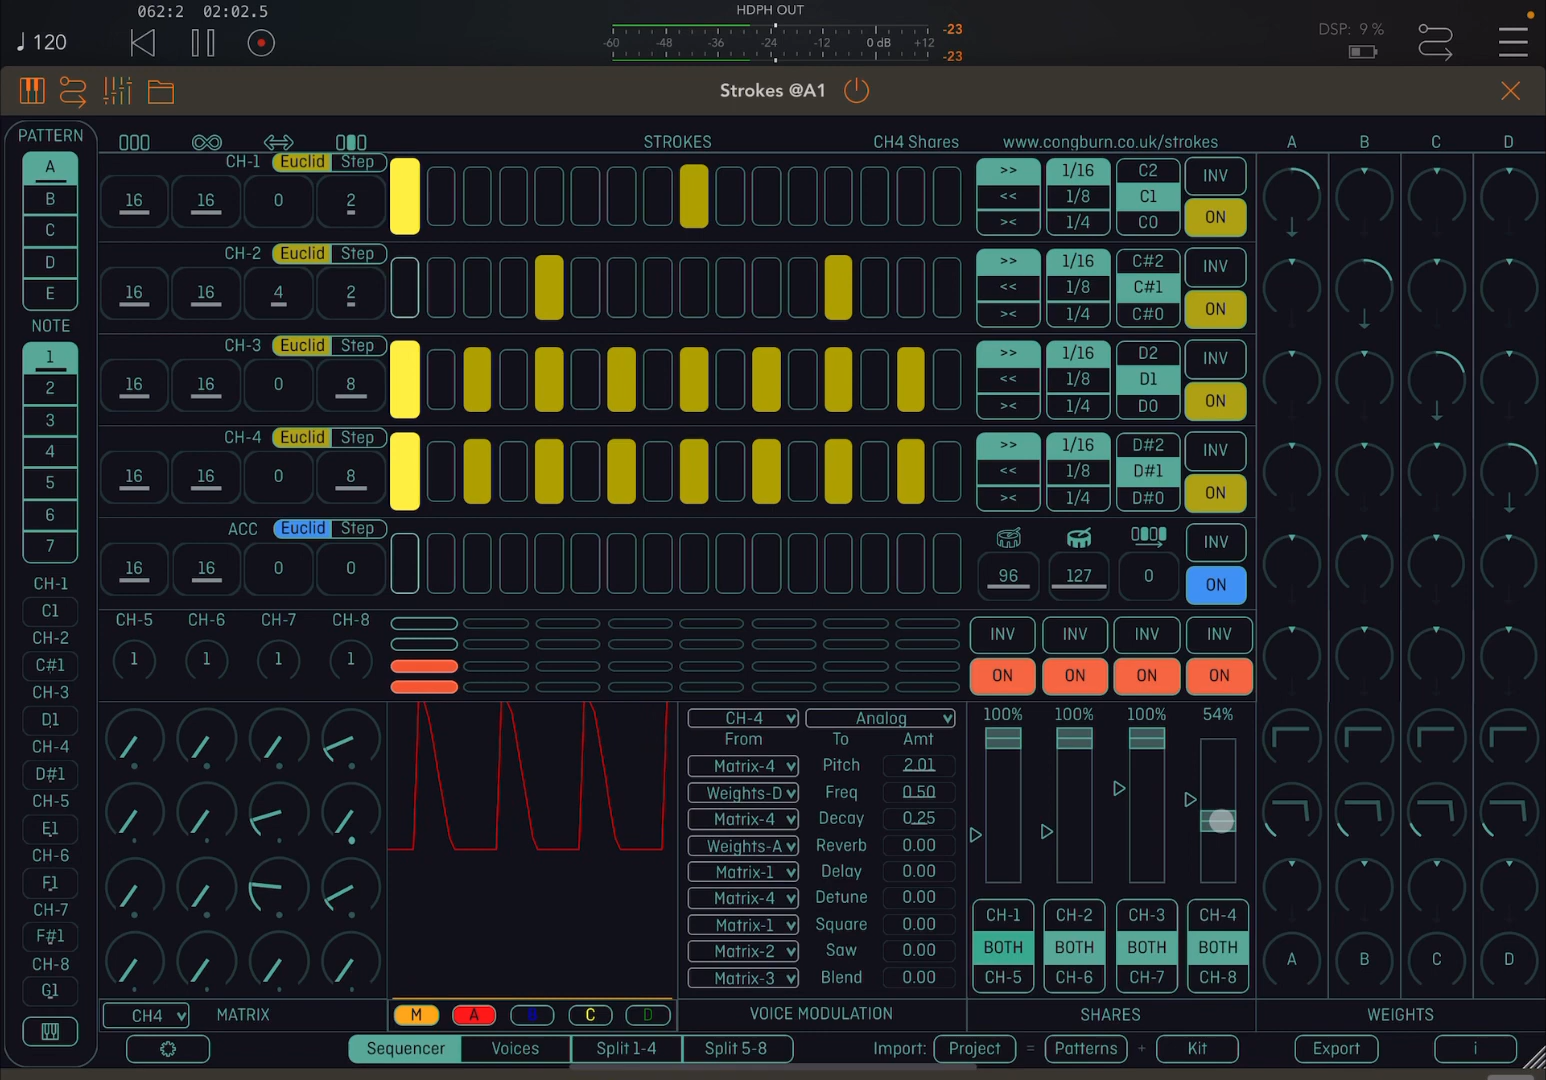 062:2 02:02.5
HDPH OUT
♩ 120
-60 -48 -36 -24 -12 0 dB +12
-23
-23
DSP: 9 %
Strokes @A1
PATTERN
A
B
C
D
E
NOTE
1
2
3
4
5
6
7
CH-1
C1
CH-2
C#1
CH-3
D1
CH-4
D#1
CH-5
E1
CH-6
F1
CH-7
F#1
CH-8
G1
STROKES CH4 Shares www.congburn.co.uk/strokes A B C D
CH-1 Euclid Step
16 16 0 2
>> 1/16 C2 INV
<< 1/8 C1
>< 1/4 C0 ON
CH-2 Euclid Step
16 16 4 2
>> 1/16 C#2 INV
<< 1/8 C#1
>< 1/4 C#0 ON
CH-3 Euclid Step
16 16 0 8
>> 1/16 D2 INV
<< 1/8 D1
>< 1/4 D0 ON
CH-4 Euclid Step
16 16 0 8
>> 1/16 D#2 INV
<< 1/8 D#1
>< 1/4 D#0 ON
ACC Euclid Step
16 16 0 0
96 127 0 INV
ON
CH-5 CH-6 CH-7 CH-8
1 1 1 1
INV INV INV INV
ON ON ON ON
CH-4 Analog
From To Amt
Matrix-4 Pitch 2.01
Weights-D Freq 0.50
Matrix-4 Decay 0.25
Weights-A Reverb 0.00
Matrix-1 Delay 0.00
Matrix-4 Detune 0.00
Matrix-1 Square 0.00
Matrix-2 Saw 0.00
Matrix-3 Blend 0.00
100% 100% 100% 54%
CH-1 CH-2 CH-3 CH-4
BOTH BOTH BOTH BOTH
CH-5 CH-6 CH-7 CH-8
A B C D
CH4 MATRIX
M A B C D
VOICE MODULATION
SHARES
WEIGHTS
Sequencer Voices Split 1-4 Split 5-8
Import: Project = Patterns + Kit
Export i